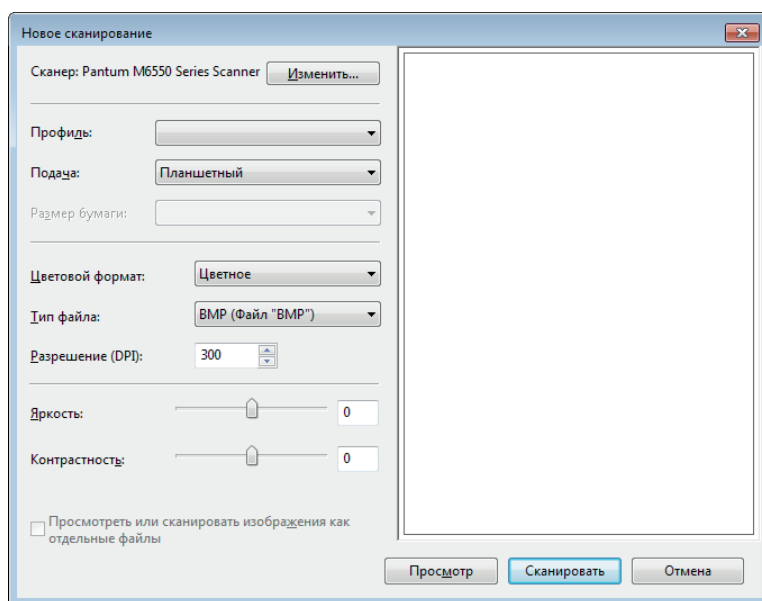 Новое сканирование
Сканер: Pantum M6550 Series Scanner Изменить...
Профиль:
Подача: Планшетный
Размер бумаги:
Цветовой формат: Цветное
Тип файла: BMP (Файл "BMP")
Разрешение (DPI): 300
Яркость: 0
Контрастность: 0
Просмотреть или сканировать изображения как
отдельные файлы
Просмотр Сканировать Отмена